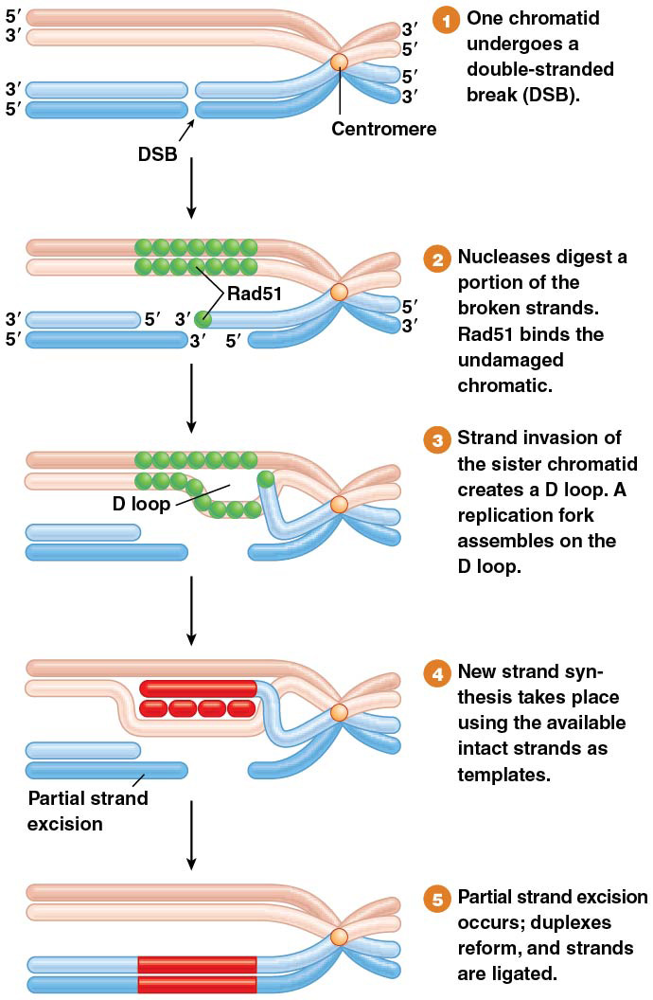 5′
3′
3′
5′
5′
3′
3′
5′
DSB
Centromere
1 One chromatid
undergoes a
double-stranded
break (DSB).
Rad51
3′ 5′ 3′
5′ 3′ 5′
5′
3′
2 Nucleases digest a
portion of the
broken strands.
Rad51 binds the
undamaged
chromatic.
D loop
3 Strand invasion of
the sister chromatid
creates a D loop. A
replication fork
assembles on the
D loop.
Partial strand
excision
4 New strand syn-
thesis takes place
using the available
intact strands as
templates.
5 Partial strand excision
occurs; duplexes
reform, and strands
are ligated.